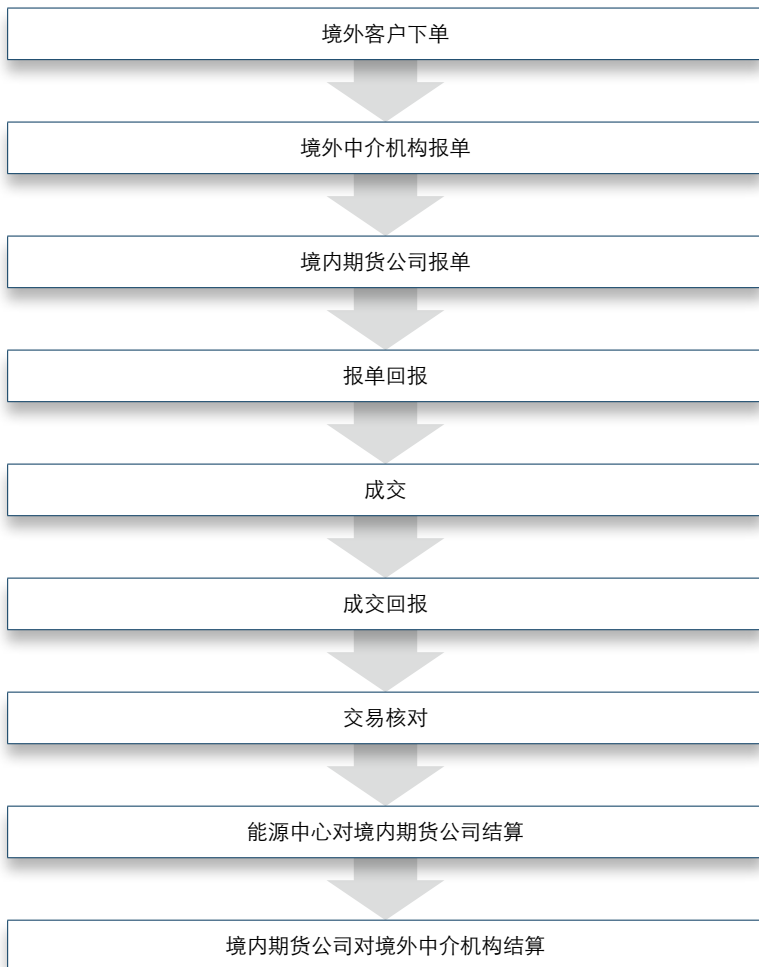 境外客户下单
境外中介机构报单
境内期货公司报单
报单回报
成交
成交回报
交易核对
能源中心对境内期货公司结算
境内期货公司对境外中介机构结算